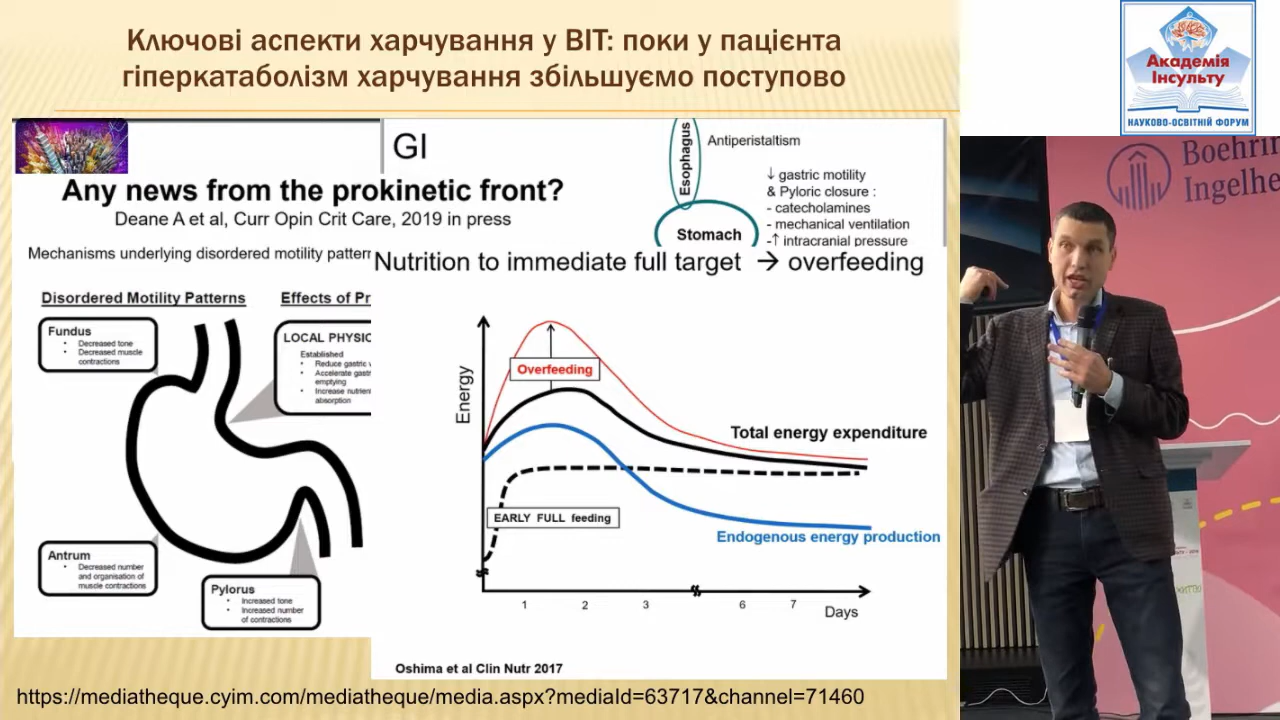 Ключові аспекти харчування у ВІТ: поки у пацієнта
гіперкатаболізм харчування збільшуємо поступово
Академія
Інсульту
НАУКОВО-ОСВІТНІЙ ФОРУМ
GI
Esophagus
Antiperistaltism
↓ gastric motility
& Pyloric closure :
- catecholamines
- mechanical ventilation
-↑ intracranial pressure
Stomach
Any news from the prokinetic front?
Deane A et al, Curr Opin Crit Care, 2019 in press
Mechanisms underlying disordered motility
Disordered Motility Patterns
Effects of
Fundus
• Decreased tone
• Decreased muscle
contractions
LOCAL
Established
• Reduce gastric
• Accelerate
emptying
• Increase
absorption
Antrum
• Decreased number
and organisation of
muscle contractions
Pylorus
• Increased tone
• Increased number
of contractions
Nutrition to immediate full target → overfeeding
Energy
Overfeeding
Total energy expenditure
EARLY FULL feeding
Endogenous energy production
1 2 3 6 7
Days
Oshima et al Clin Nutr 2017
https://mediatheque.cyim.com/mediatheque/media.aspx?mediaId=63717&channel=71460
Boehrin
Ingelhe